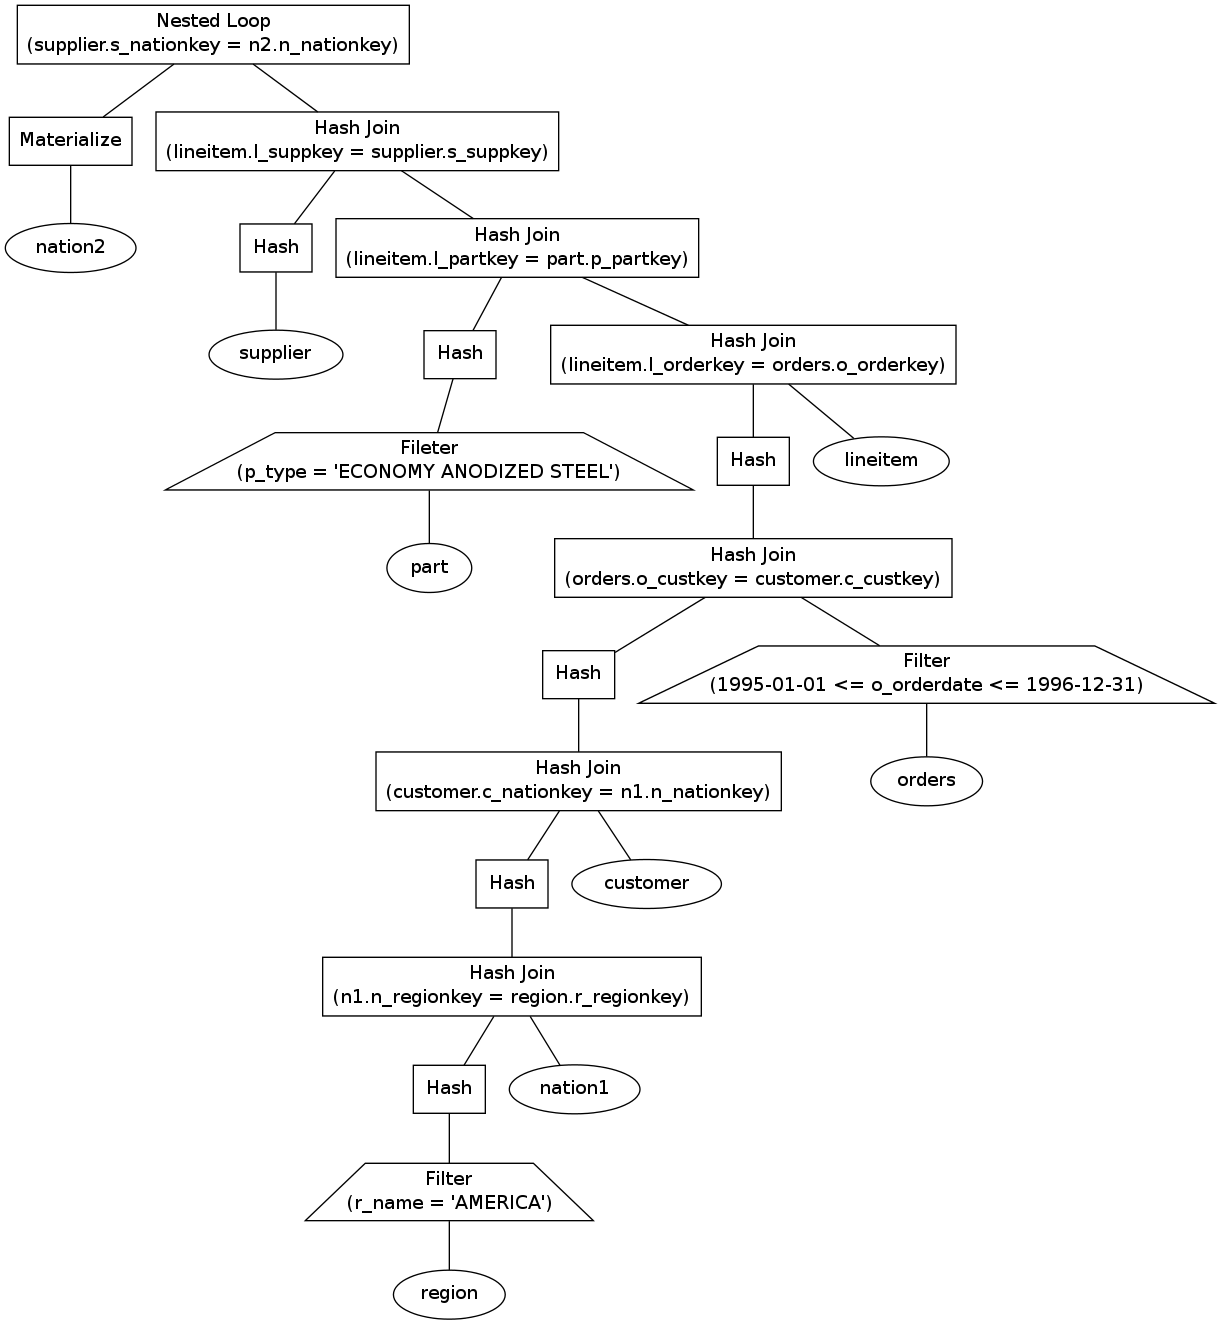 Nested Loop
(supplier.s_nationkey = n2.n_nationkey)
Materialize
Hash Join
(lineitem.l_suppkey = supplier.s_suppkey)
nation2
Hash
Hash Join
(lineitem.l_partkey = part.p_partkey)
supplier
Hash
Hash Join
(lineitem.l_orderkey = orders.o_orderkey)
Fileter
(p_type = 'ECONOMY ANODIZED STEEL')
Hash
lineitem
part
Hash Join
(orders.o_custkey = customer.c_custkey)
Hash
Filter
(1995-01-01 <= o_orderdate <= 1996-12-31)
Hash Join
(customer.c_nationkey = n1.n_nationkey)
orders
Hash
customer
Hash Join
(n1.n_regionkey = region.r_regionkey)
Hash
nation1
Filter
(r_name = 'AMERICA')
region